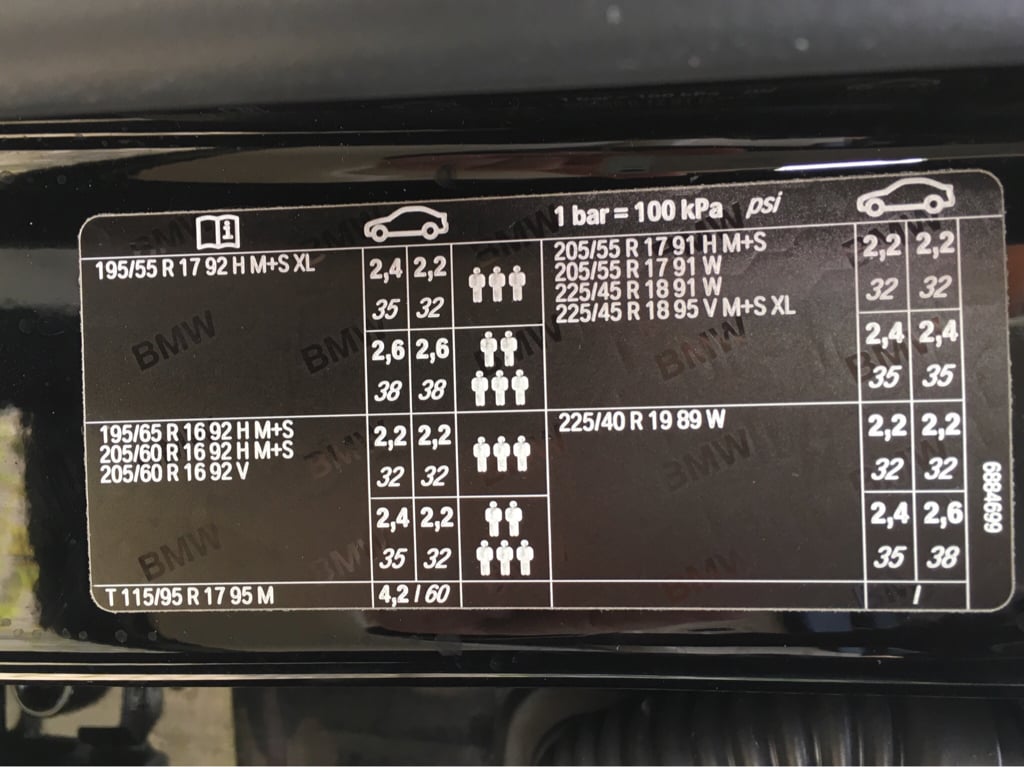 1 bar = 100 kPa psi
195/55 R 17 92 H M+S XL
2,4 2,2
35 32
2,6 2,6
38 38
205/55 R 17 91 H M+S
205/55 R 17 91 W
225/45 R 18 91 W
225/45 R 18 95 V M+S XL
2,2 2,2
32 32
2,4 2,4
35 35
195/65 R 16 92 H M+S
205/60 R 16 92 H M+S
205/60 R 16 92 V
2,2 2,2
32 32
2,4 2,2
35 32
225/40 R 19 89 W
2,2 2,2
32 32
2,4 2,6
35 38
T 115/95 R 17 95 M
4,2 / 60
/
6884699
BMW
BMW
BMW
BMW
BMW
BMW